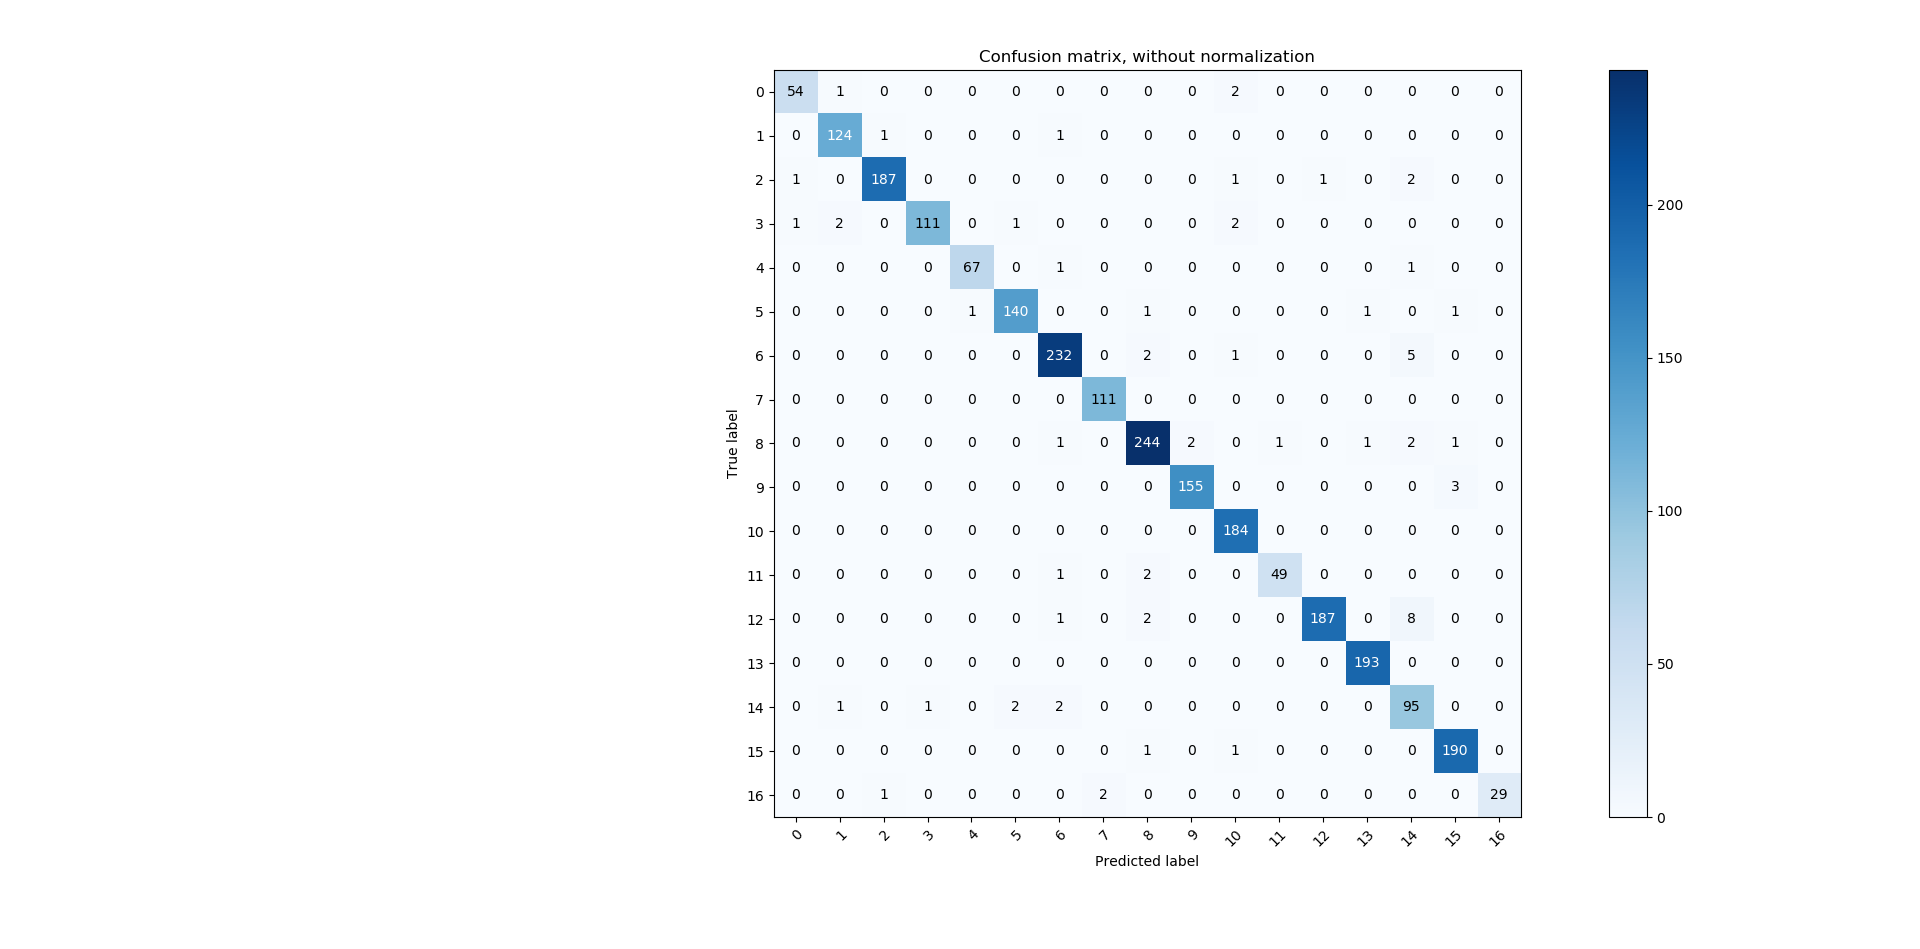 Confusion matrix, without normalization
0 54 1 0 0 0 0 0 0 0 0 2 0 0 0 0 0 0
1 0 124 1 0 0 0 1 0 0 0 0 0 0 0 0 0 0
2 1 0 187 0 0 0 0 0 0 0 1 0 1 0 2 0 0
3 1 2 0 111 0 1 0 0 0 0 2 0 0 0 0 0 0
4 0 0 0 0 67 0 1 0 0 0 0 0 0 0 1 0 0
5 0 0 0 0 1 140 0 0 1 0 0 0 0 1 0 1 0
6 0 0 0 0 0 0 232 0 2 0 1 0 0 0 5 0 0
7 0 0 0 0 0 0 0 111 0 0 0 0 0 0 0 0 0
8 0 0 0 0 0 0 1 0 244 2 0 1 0 1 2 1 0
9 0 0 0 0 0 0 0 0 0 155 0 0 0 0 0 3 0
10 0 0 0 0 0 0 0 0 0 0 184 0 0 0 0 0 0
11 0 0 0 0 0 0 1 0 2 0 0 49 0 0 0 0 0
12 0 0 0 0 0 0 1 0 2 0 0 0 187 0 8 0 0
13 0 0 0 0 0 0 0 0 0 0 0 0 0 193 0 0 0
14 0 1 0 1 0 2 2 0 0 0 0 0 0 0 95 0 0
15 0 0 0 0 0 0 0 0 1 0 1 0 0 0 0 190 0
16 0 0 1 0 0 0 0 2 0 0 0 0 0 0 0 0 29
0 1 2 3 4 5 6 7 8 9 10 11 12 13 14 15 16
Predicted label
True label
200
150
100
50
0